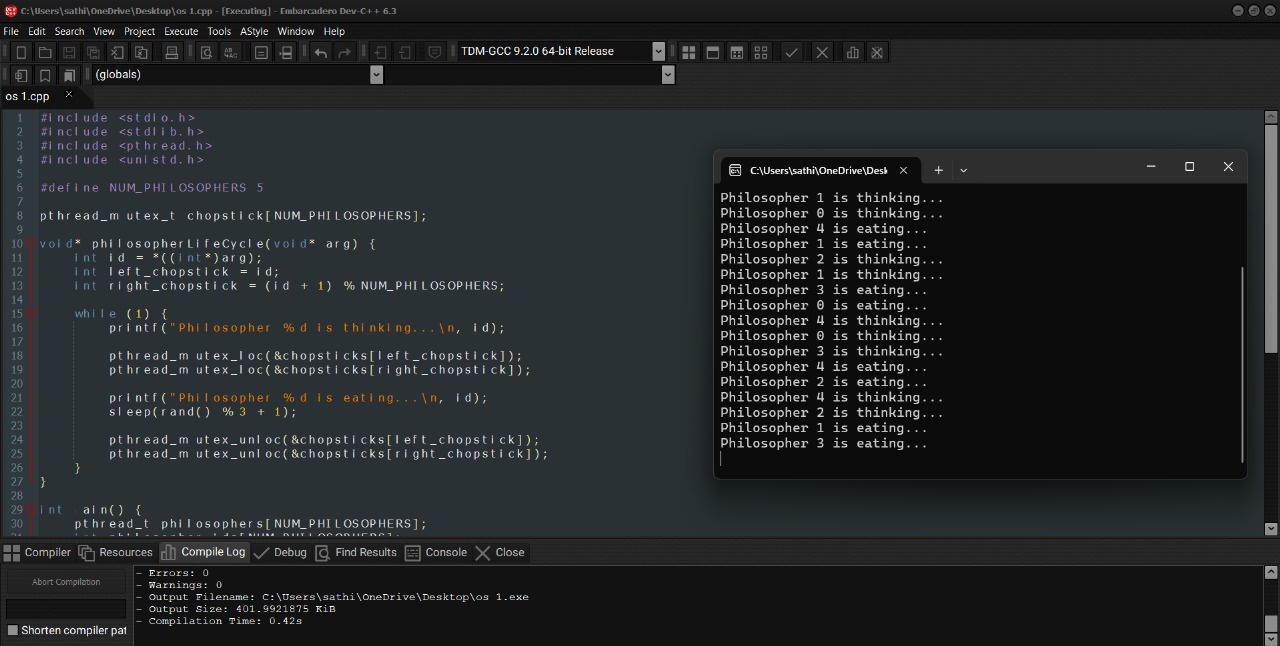 C:\Users\sathi\OneDrive\Desktop\os 1.cpp - [Executing] - Embarcadero Dev-C++ 6.3
File Edit Search View Project Execute Tools AStyle Window Help
TDM-GCC 9.2.0 64-bit Release
(globals)
os 1.cpp
1 #include <stdio.h>
2 #include <stdlib.h>
3 #include <pthread.h>
4 #include <unistd.h>
5
6 #define NUM_PHILOSOPHERS 5
7
8 pthread_mutex_t chopstick[NUM_PHILOSOPHERS];
9
10 void* philosopherLifeCycle(void* arg) {
11 int id = *((int*)arg);
12 int left_chopstick = id;
13 int right_chopstick = (id + 1) % NUM_PHILOSOPHERS;
14
15 while (1) {
16 printf("Philosopher %d is thinking...\n, id);
17
18 pthread_mutex_loc(&chopsticks[left_chopstick]);
19 pthread_mutex_loc(&chopsticks[right_chopstick]);
20
21 printf("Philosopher %d is eating...\n, id);
22 sleep(rand() %3 + 1);
23
24 pthread_mutex_unloc(&chopsticks[left_chopstick]);
25 pthread_mutex_unloc(&chopsticks[right_chopstick]);
26 }
27 }
28
29 int ain() {
30 pthread_t philosophers[NUM_PHILOSOPHERS];
C:\Users\sathi\OneDrive\Desk
Philosopher 1 is thinking...
Philosopher 0 is thinking...
Philosopher 4 is eating...
Philosopher 1 is eating...
Philosopher 2 is thinking...
Philosopher 1 is thinking...
Philosopher 3 is eating...
Philosopher 0 is eating...
Philosopher 4 is thinking...
Philosopher 0 is thinking...
Philosopher 3 is thinking...
Philosopher 4 is eating...
Philosopher 2 is eating...
Philosopher 4 is thinking...
Philosopher 2 is thinking...
Philosopher 1 is eating...
Philosopher 3 is eating...
Compiler Resources Compile Log Debug Find Results Console Close
Abort Compilation
Shorten compiler pat
- Errors: 0
- Warnings: 0
- Output Filename: C:\Users\sathi\OneDrive\Desktop\os 1.exe
- Output Size: 401.9921875 KiB
- Compilation Time: 0.42s